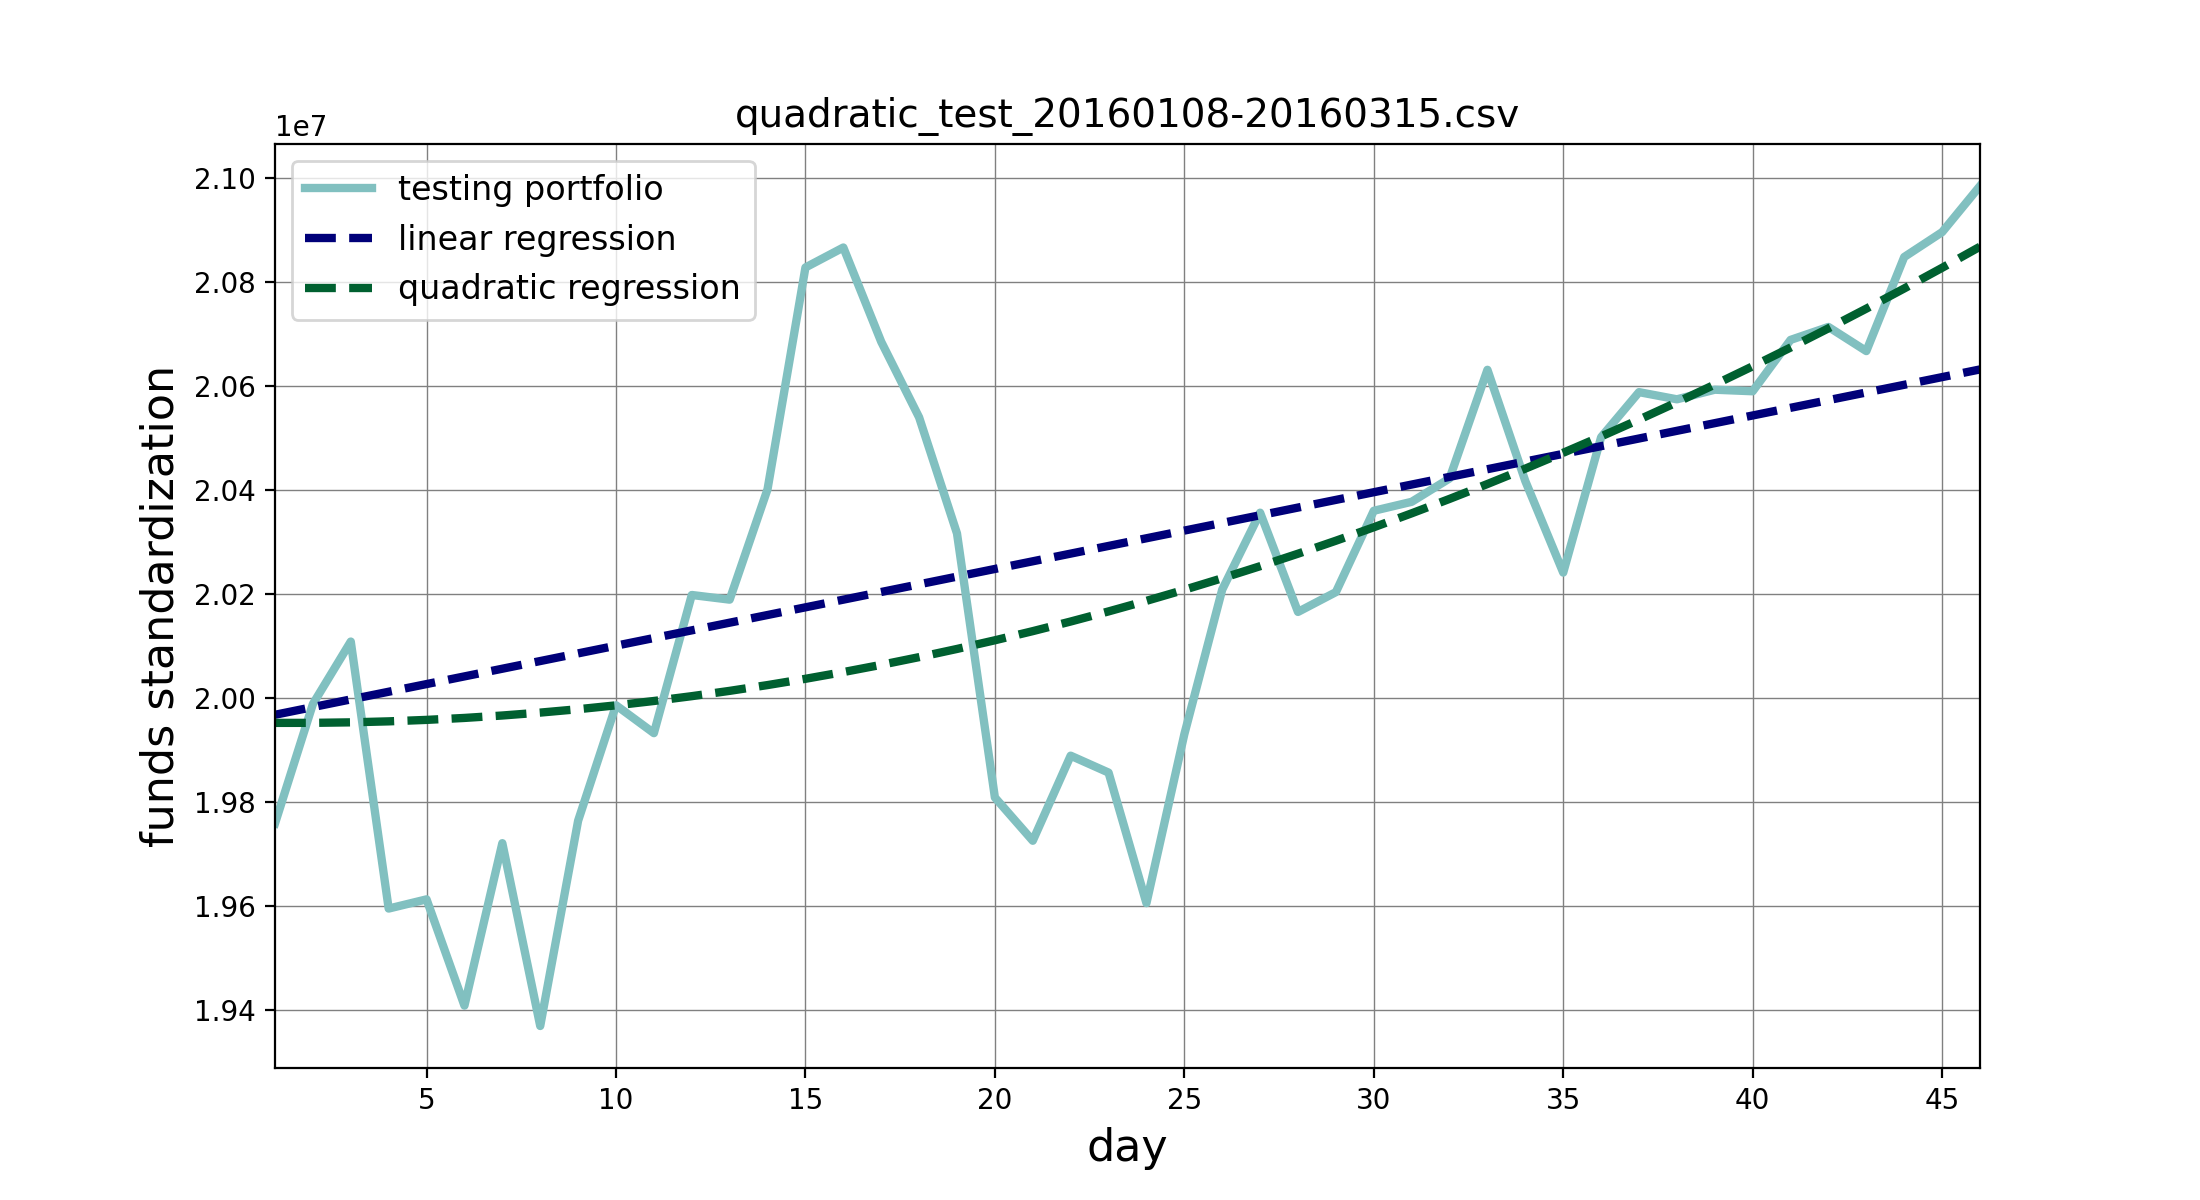 quadratic_test_20160108-20160315.csv
1e7
testing portfolio
linear regression
quadratic regression
2.10
2.08
2.06
2.04
2.02
2.00
1.98
1.96
1.94
funds standardization
5 10 15 20 25 30 35 40 45
day